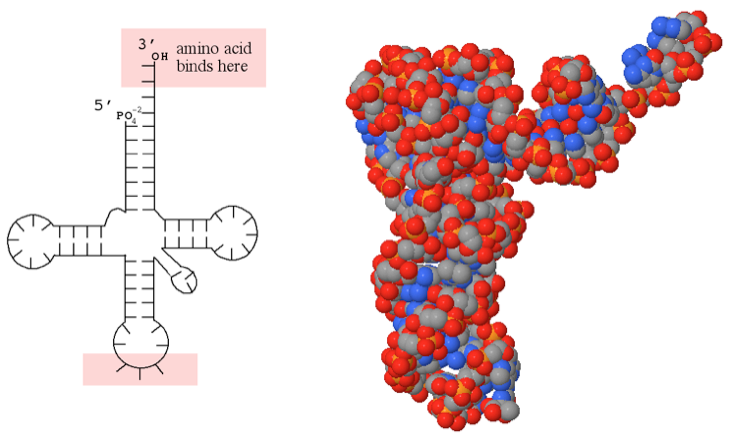 3′
OH amino acid
binds here
5′
PO₄⁻²